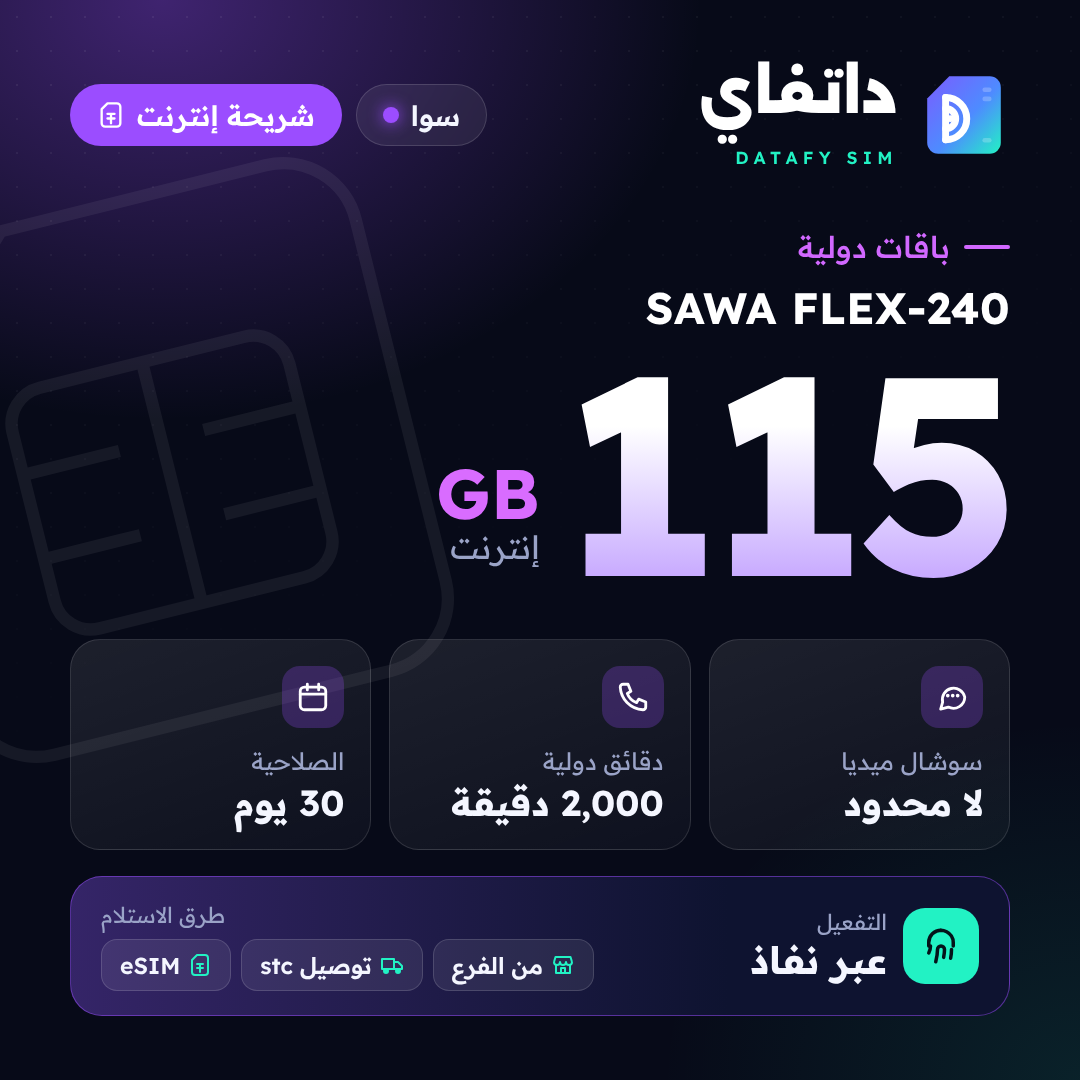 داتفاي
DATAFY SIM
سوا
شريحة إنترنت
باقات دولية
SAWA FLEX-240
115
GB
إنترنت
سوشال ميديا
لا محدود
دقائق دولية
2,000 دقيقة
الصلاحية
30 يوم
التفعيل
عبر نفاذ
طرق الاستلام
من الفرع
توصيل stc
eSIM